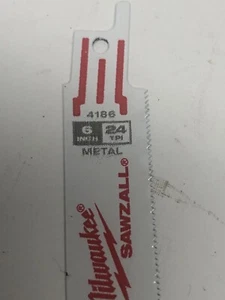 4186
6 24
INCH TPI
METAL
Milwaukee
SAWZALL®